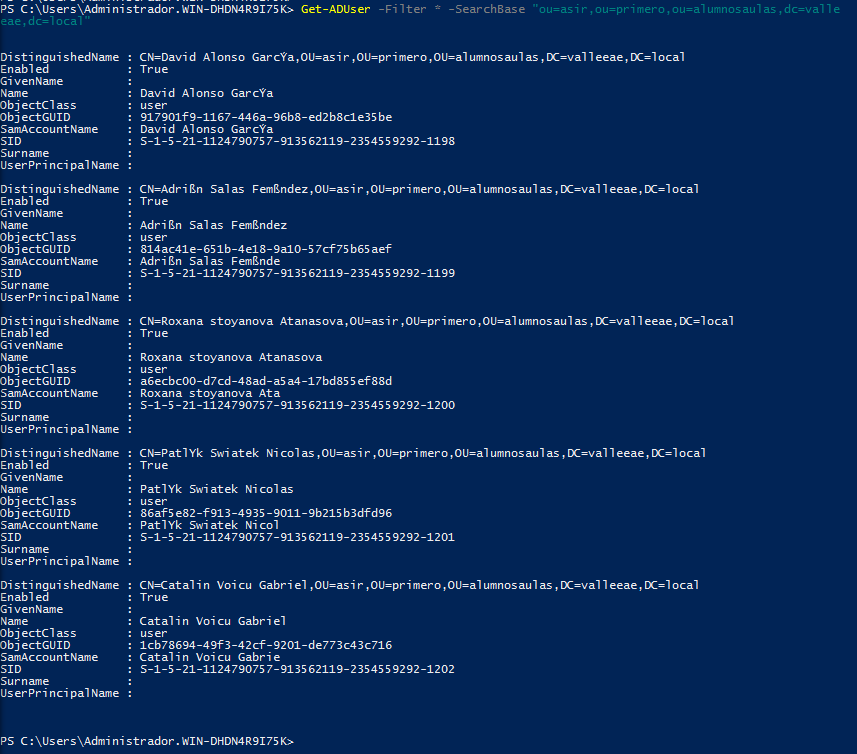 PS C:\Users\Administrador.WIN-DHDN4R9I75K> Get-ADUser -Filter * -SearchBase "ou=asir,ou=primero,ou=alumnosaulas,dc=valle
eae,dc=local"
DistinguishedName : CN=David Alonso GarcÝa,OU=asir,OU=primero,OU=alumnosaulas,DC=valleeae,DC=local
Enabled : True
GivenName :
Name : David Alonso GarcÝa
ObjectClass : user
ObjectGUID : 917901f9-1167-446a-96b8-ed2b8c1e35be
SamAccountName : David Alonso GarcÝa
SID : S-1-5-21-1124790757-913562119-2354559292-1198
Surname :
UserPrincipalName :
DistinguishedName : CN=Adrißn Salas Femßndez,OU=asir,OU=primero,OU=alumnosaulas,DC=valleeae,DC=local
Enabled : True
GivenName :
Name : Adrißn Salas Femßndez
ObjectClass : user
ObjectGUID : 814ac41e-651b-4e18-9a10-57cf75b65aef
SamAccountName : Adrißn Salas Femßnde
SID : S-1-5-21-1124790757-913562119-2354559292-1199
Surname :
UserPrincipalName :
DistinguishedName : CN=Roxana stoyanova Atanasova,OU=asir,OU=primero,OU=alumnosaulas,DC=valleeae,DC=local
Enabled : True
GivenName :
Name : Roxana stoyanova Atanasova
ObjectClass : user
ObjectGUID : a6ecbc00-d7cd-48ad-a5a4-17bd855ef88d
SamAccountName : Roxana stoyanova Ata
SID : S-1-5-21-1124790757-913562119-2354559292-1200
Surname :
UserPrincipalName :
DistinguishedName : CN=PatlYk Swiatek Nicolas,OU=asir,OU=primero,OU=alumnosaulas,DC=valleeae,DC=local
Enabled : True
GivenName :
Name : PatlYk Swiatek Nicolas
ObjectClass : user
ObjectGUID : 86af5e82-f913-4935-9011-9b215b3dfd96
SamAccountName : PatlYk Swiatek Nicol
SID : S-1-5-21-1124790757-913562119-2354559292-1201
Surname :
UserPrincipalName :
DistinguishedName : CN=Catalin Voicu Gabriel,OU=asir,OU=primero,OU=alumnosaulas,DC=valleeae,DC=local
Enabled : True
GivenName :
Name : Catalin Voicu Gabriel
ObjectClass : user
ObjectGUID : 1cb78694-49f3-42cf-9201-de773c43c716
SamAccountName : Catalin Voicu Gabrie
SID : S-1-5-21-1124790757-913562119-2354559292-1202
Surname :
UserPrincipalName :
PS C:\Users\Administrador.WIN-DHDN4R9I75K>